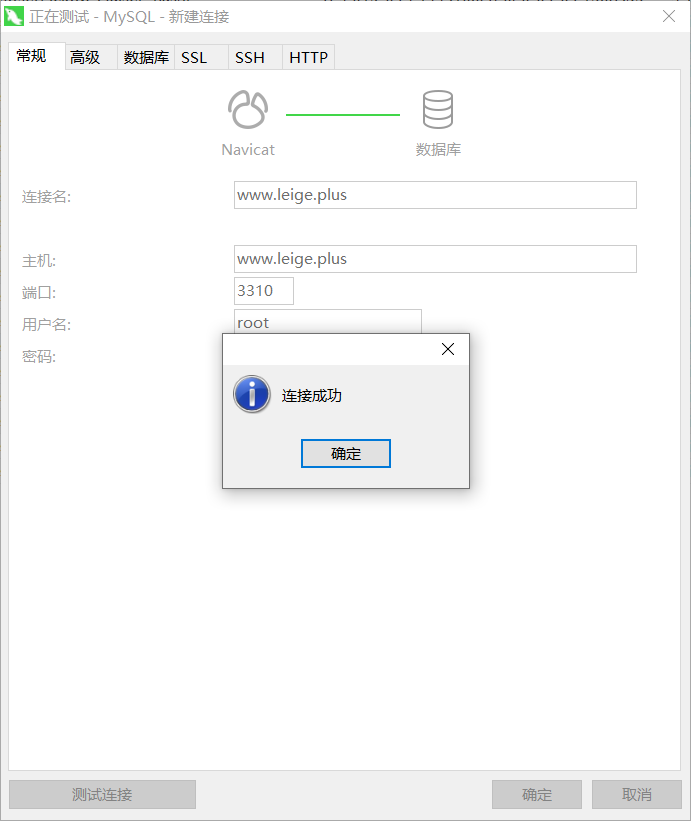 正在测试 - MySQL - 新建连接
常规 高级 数据库 SSL SSH HTTP
Navicat 数据库
连接名: www.leige.plus
主机: www.leige.plus
端口: 3310
用户名: root
密码:
连接成功
确定
测试连接 确定 取消